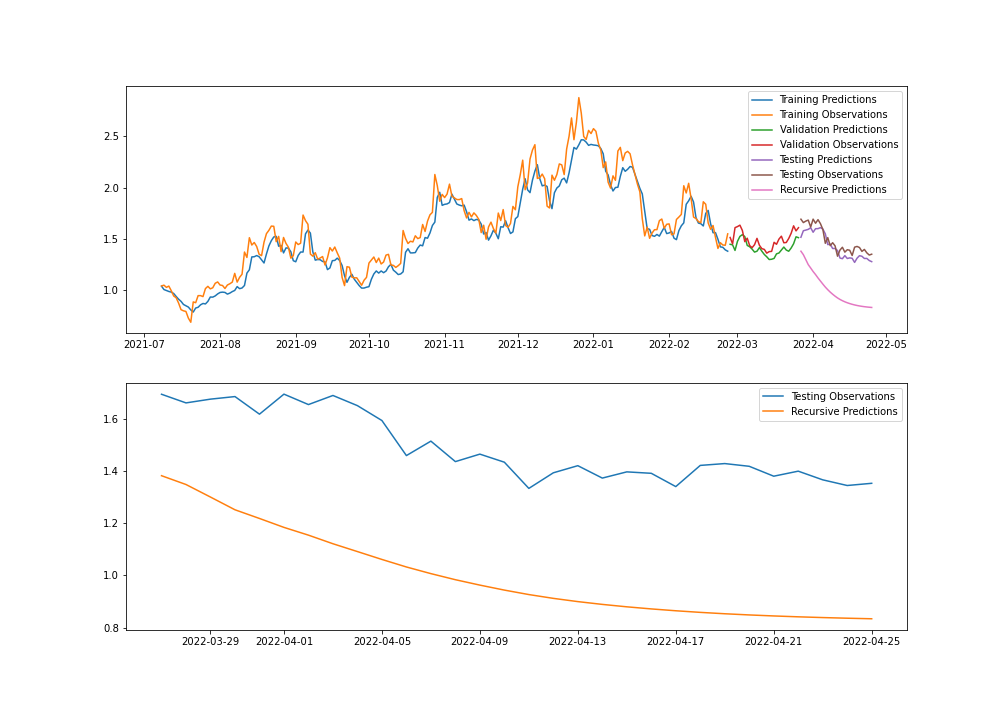 2.5
2.0
1.5
1.0
Training Predictions
Training Observations
Validation Predictions
Validation Observations
Testing Predictions
Testing Observations
Recursive Predictions
2021-07 2021-08 2021-09 2021-10 2021-11 2021-12 2022-01 2022-02 2022-03 2022-04 2022-05
1.6
1.4
1.2
1.0
0.8
Testing Observations
Recursive Predictions
2022-03-29 2022-04-01 2022-04-05 2022-04-09 2022-04-13 2022-04-17 2022-04-21 2022-04-25